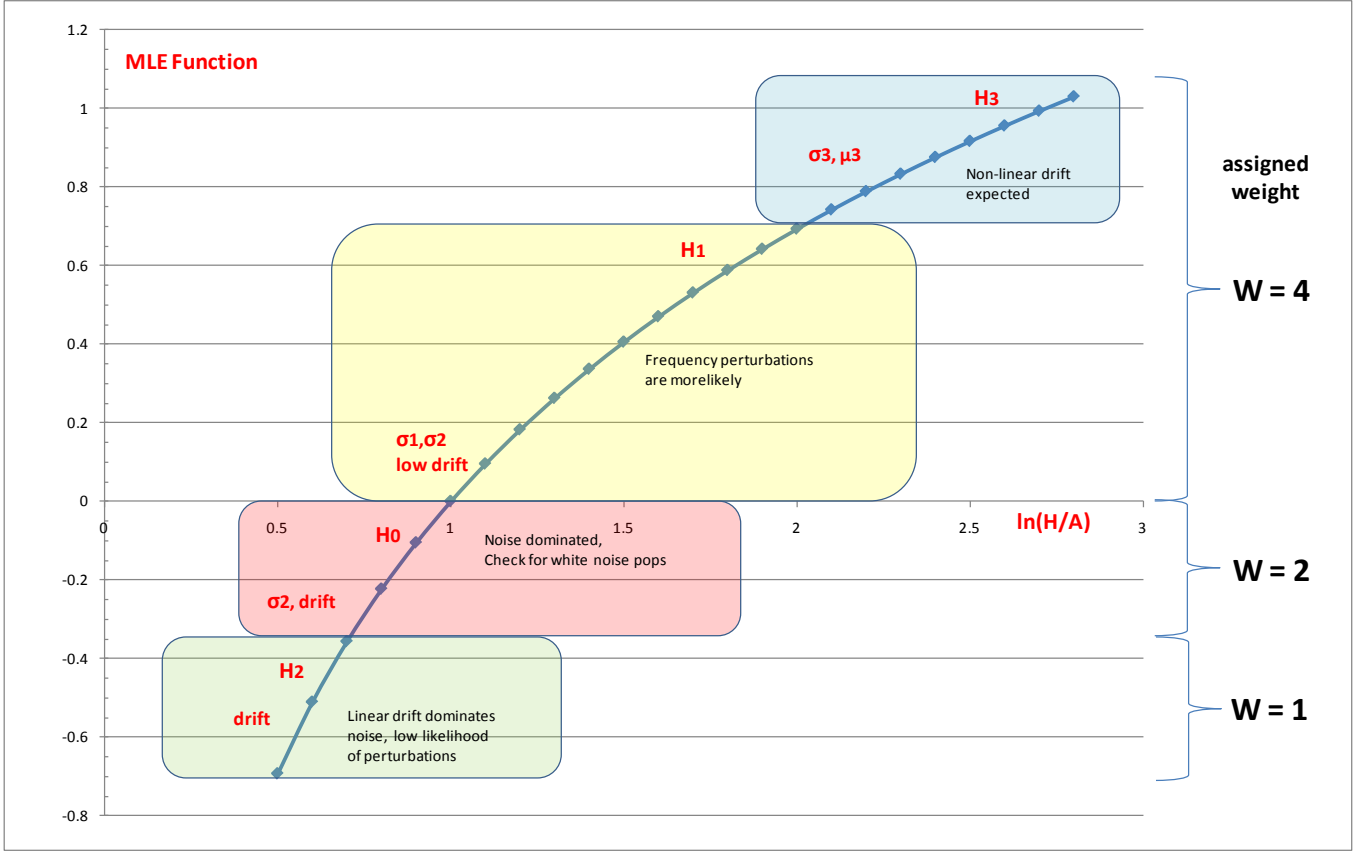 1.2
MLE Function
H3
1
σ3, μ3
Non-linear drift
expected
assigned
weight
0.8
H1
0.6
W = 4
0.4
Frequency perturbations
are morelikely
0.2
σ1,σ2
low drift
0
0 0.5 1 1.5 2 2.5 3
ln(H/A)
H0
Noise dominated,
Check for white noise pops
W = 2
-0.2
σ2, drift
-0.4
H2
drift
Linear drift dominates
noise, low likelihood
of perturbations
W = 1
-0.6
-0.8